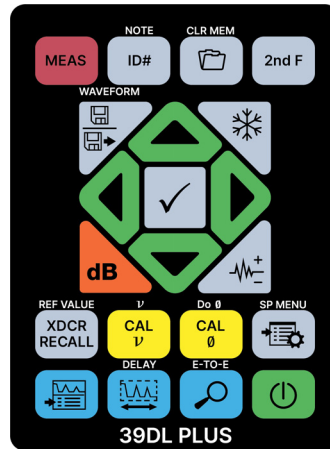 NOTE CLR MEM
MEAS ID# 2nd F
WAVEFORM
+
−
dB
REF VALUE ν Do 0̸ SP MENU
XDCR
RECALL
CAL
ν
CAL
0̸
DELAY E-TO-E
39DL PLUS